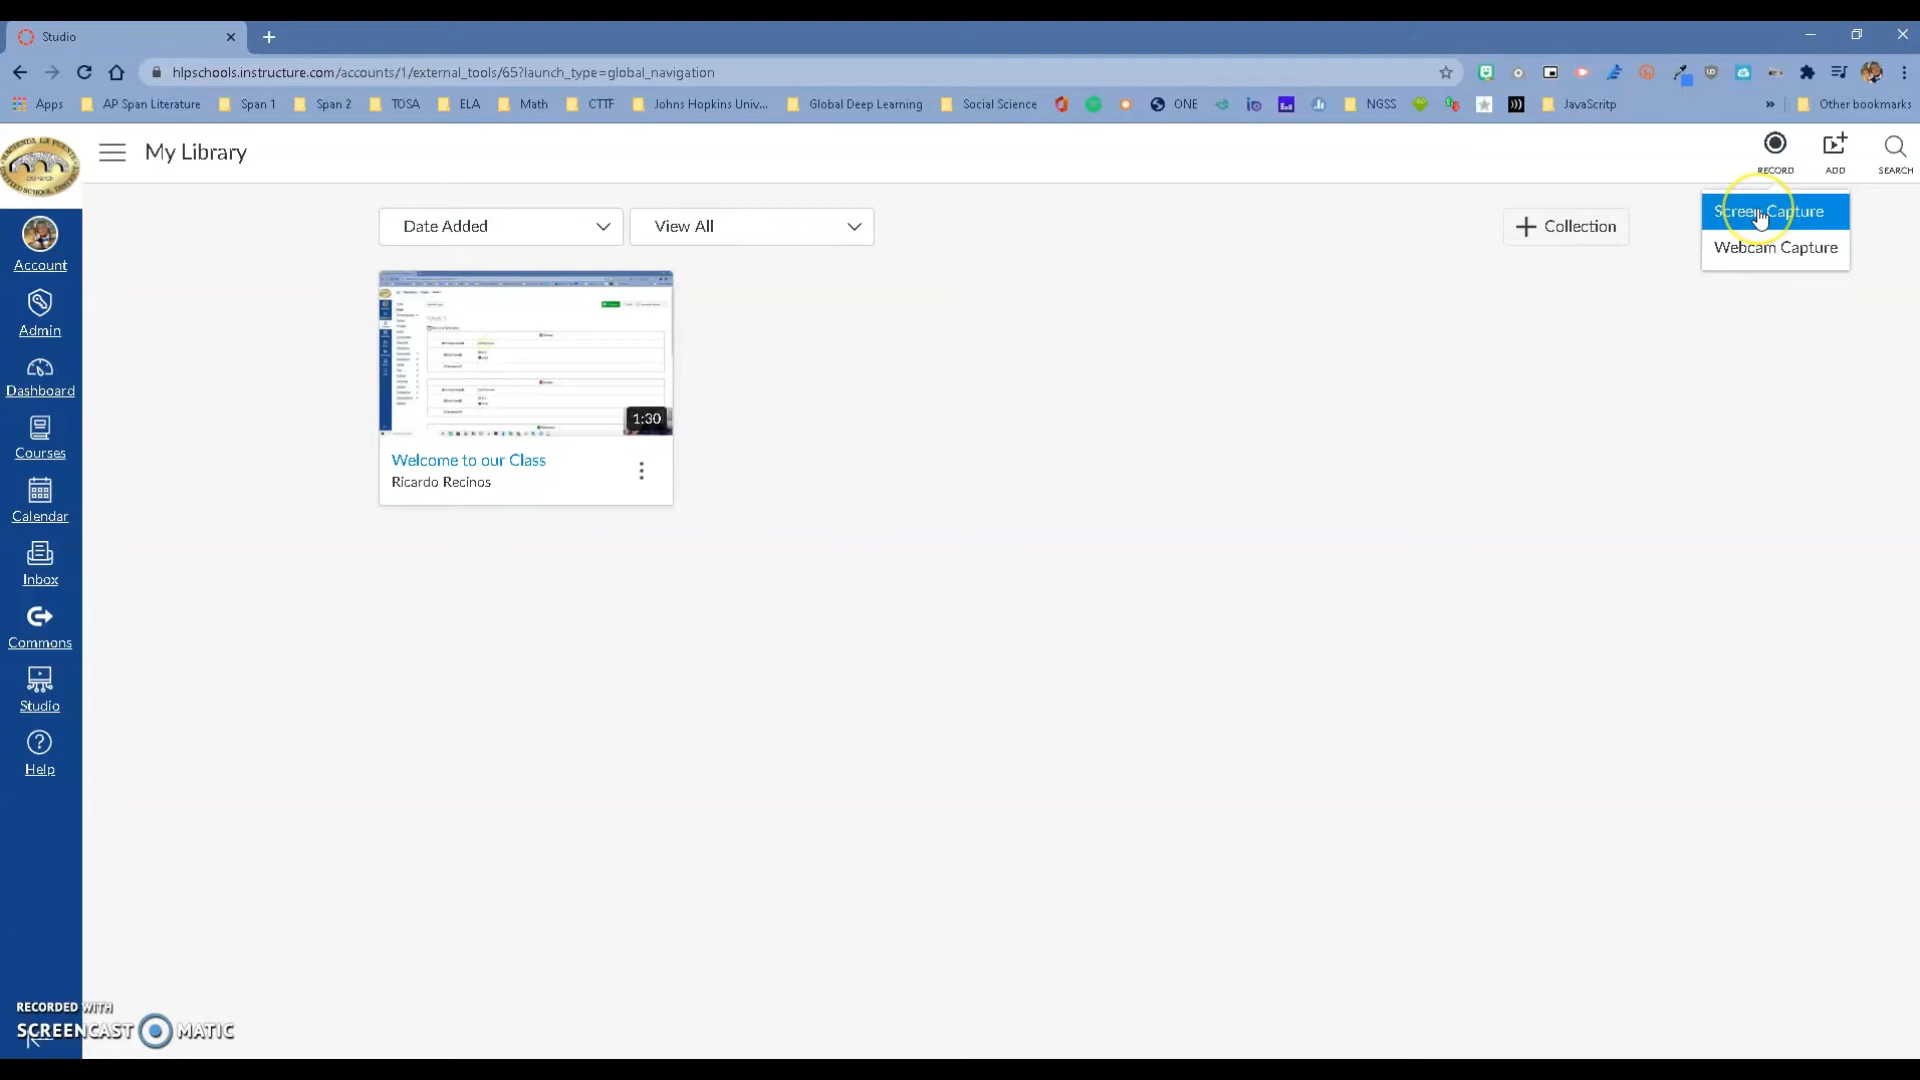 Studio
hlpschools.instructure.com/accounts/1/external_tools/65?launch_type=global_navigation
Apps AP Span Literature Span 1 Span 2 TOSA ELA Math CTTF Johns Hopkins Univ... Global Deep Learning Social Science ONE NGSS JavaScritp » Other bookmarks
My Library
RECORD ADD SEARCH
Date Added View All Collection
Screen Capture
Webcam Capture
1:30
Welcome to our Class
Ricardo Recinos
Account
Admin
Dashboard
Courses
Calendar
Inbox
Commons
Studio
Help
RECORDED WITH
SCREENCAST MATIC